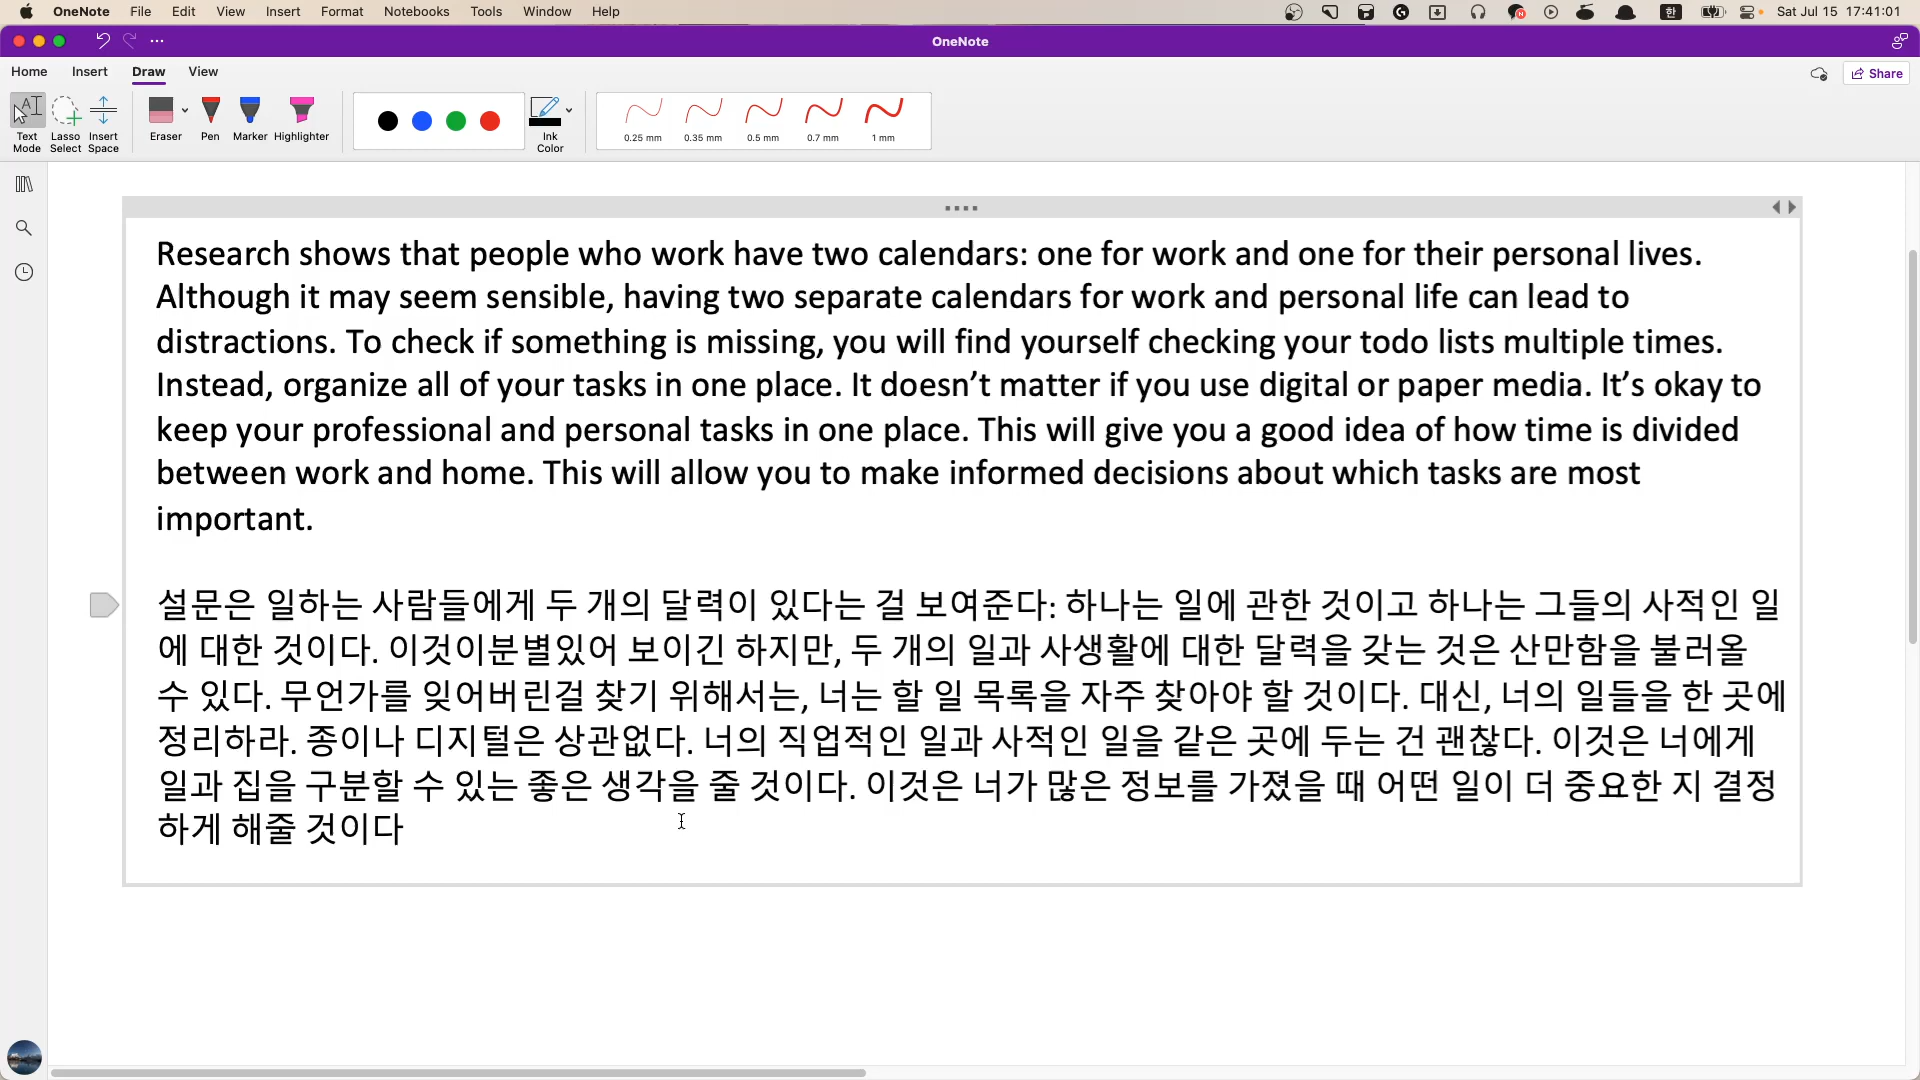 OneNote File Edit View Insert Format Notebooks Tools Window Help 한 Sat Jul 15 17:41:01
OneNote
Home Insert Draw View Share
Text Mode
Lasso Select
Insert Space
Eraser
Pen
Marker
Highlighter
Ink Color
0.25 mm 0.35 mm 0.5 mm 0.7 mm 1 mm
Research shows that people who work have two calendars: one for work and one for their personal lives.
Although it may seem sensible, having two separate calendars for work and personal life can lead to
distractions. To check if something is missing, you will find yourself checking your todo lists multiple times.
Instead, organize all of your tasks in one place. It doesn’t matter if you use digital or paper media. It’s okay to
keep your professional and personal tasks in one place. This will give you a good idea of how time is divided
between work and home. This will allow you to make informed decisions about which tasks are most
important.
설문은 일하는 사람들에게 두 개의 달력이 있다는 걸 보여준다: 하나는 일에 관한 것이고 하나는 그들의 사적인 일
에 대한 것이다. 이것이분별있어 보이긴 하지만, 두 개의 일과 사생활에 대한 달력을 갖는 것은 산만함을 불러올
수 있다. 무언가를 잊어버린걸 찾기 위해서는, 너는 할 일 목록을 자주 찾아야 할 것이다. 대신, 너의 일들을 한 곳에
정리하라. 종이나 디지털은 상관없다. 너의 직업적인 일과 사적인 일을 같은 곳에 두는 건 괜찮다. 이것은 너에게
일과 집을 구분할 수 있는 좋은 생각을 줄 것이다. 이것은 너가 많은 정보를 가졌을 때 어떤 일이 더 중요한 지 결정
하게 해줄 것이다